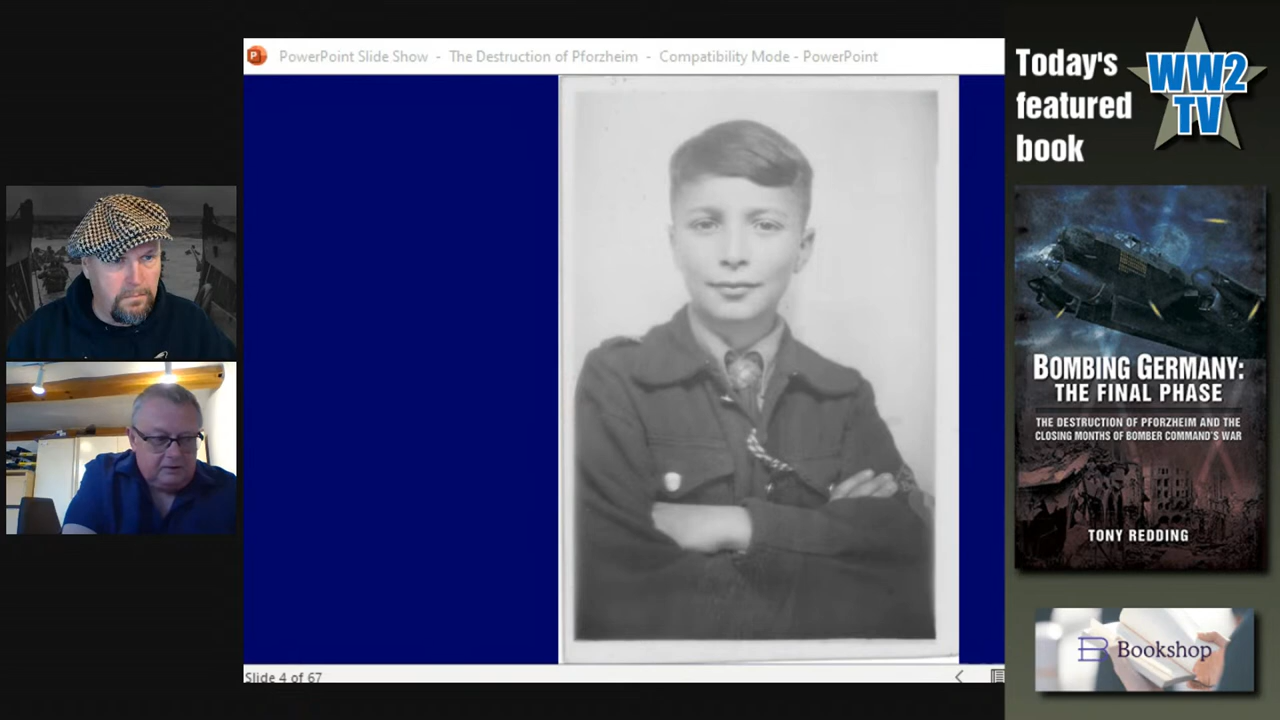 PowerPoint Slide Show - The Destruction of Pforzheim - Compatibility Mode - PowerPoint
Slide 4 of 67
Today's
featured
book
WW2
TV
BOMBING GERMANY:
THE FINAL PHASE
THE DESTRUCTION OF PFORZHEIM AND THE
CLOSING MONTHS OF BOMBER COMMAND'S WAR
TONY REDDING
Bookshop